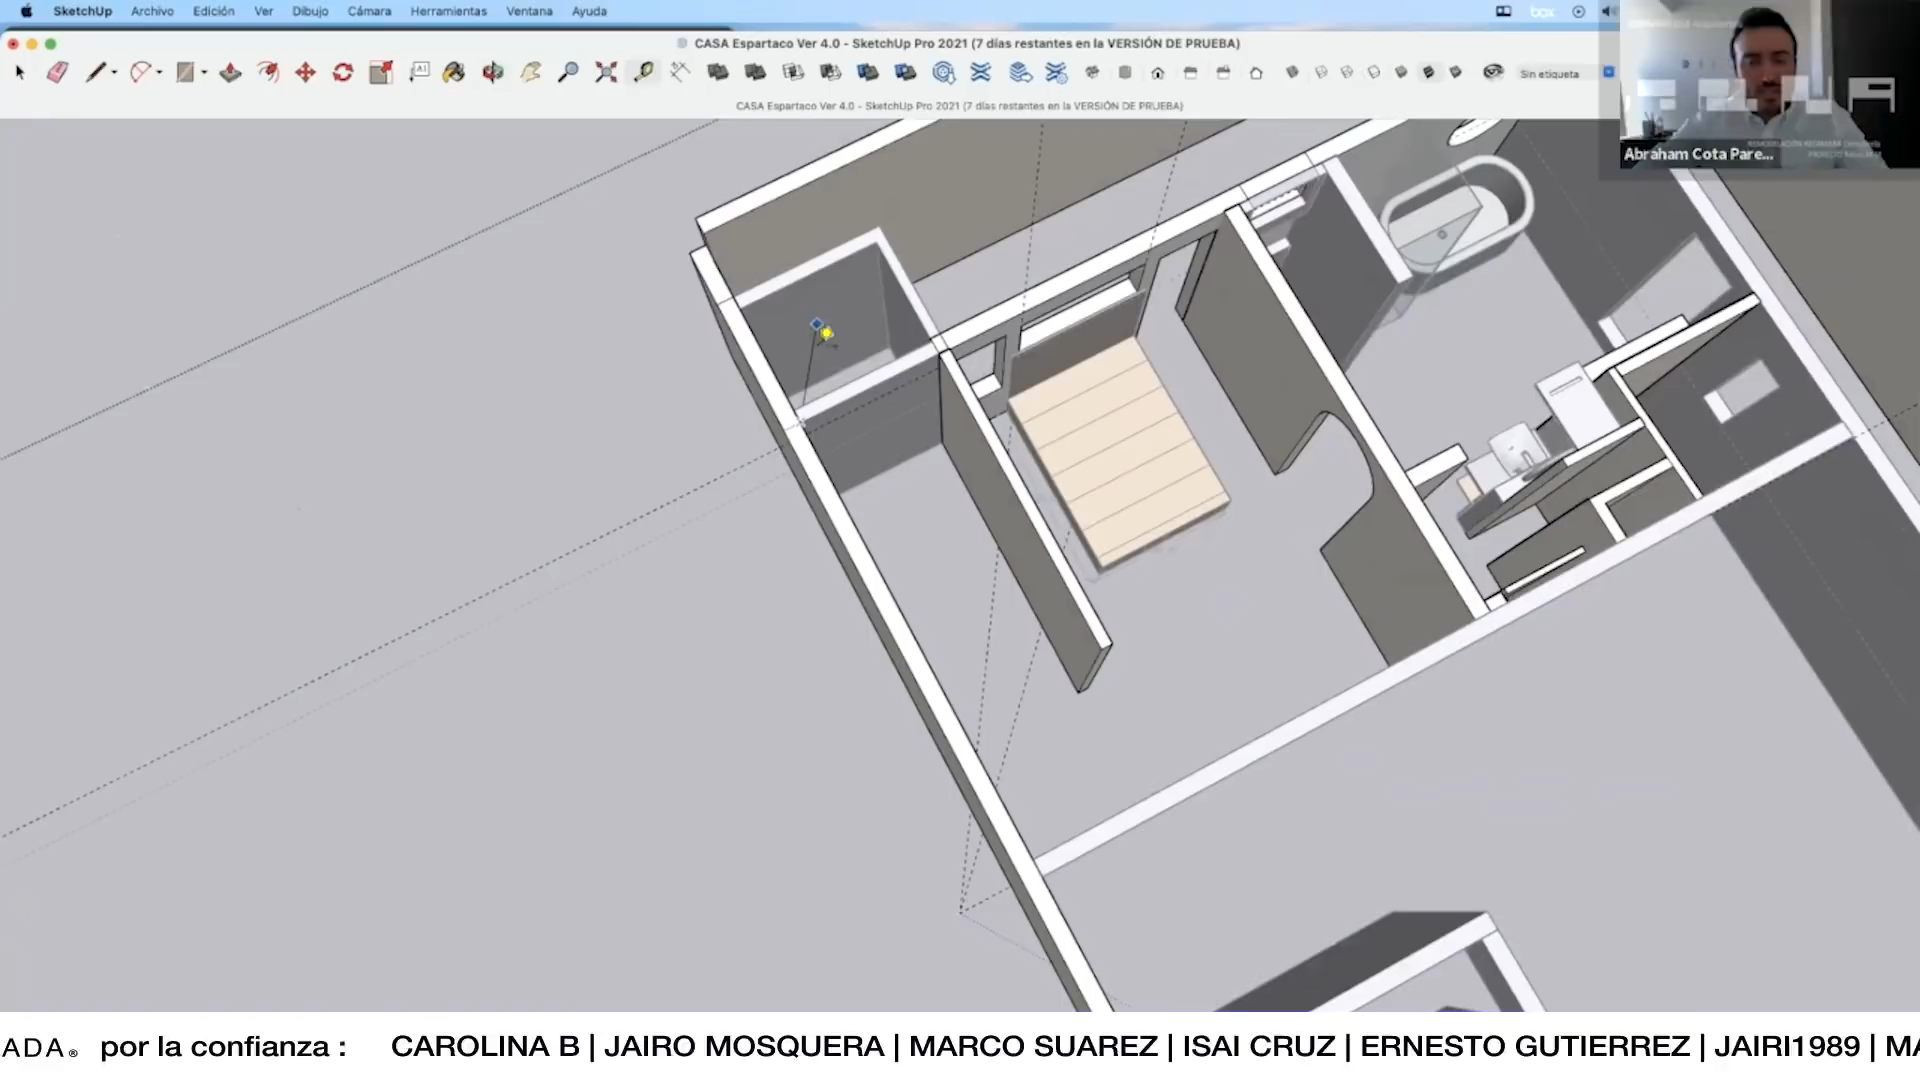 SketchUp Archivo Edición Ver Dibujo Cámara Herramientas Ventana Ayuda
box
CASA Espartaco Ver 4.0 - SketchUp Pro 2021 (7 días restantes en la VERSIÓN DE PRUEBA)
Sin etiqueta
CASA Espartaco Ver 4.0 - SketchUp Pro 2021 (7 días restantes en la VERSIÓN DE PRUEBA)
Abraham Cota Pare...
ADA® por la confianza : CAROLINA B | JAIRO MOSQUERA | MARCO SUAREZ | ISAI CRUZ | ERNESTO GUTIERREZ | JAIRI1989 | MA